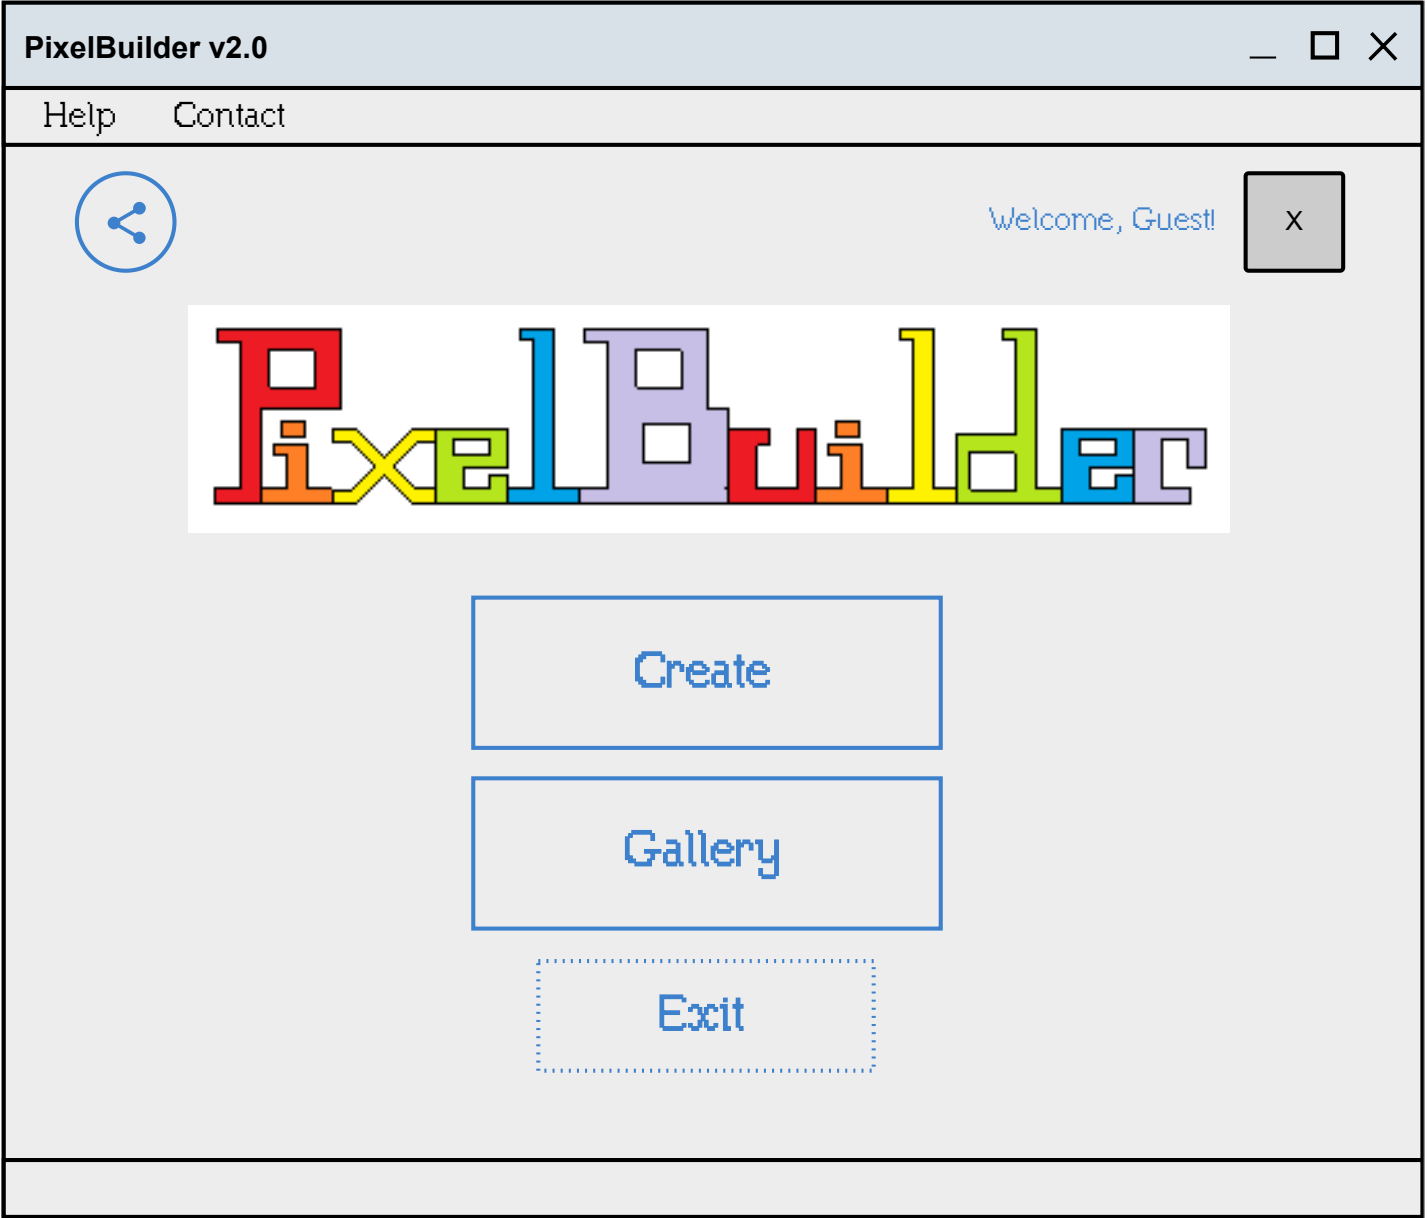 PixelBuilder v2.0
Help Contact
Welcome, Guest! X
PixelBuilder
Create
Gallery
Exit